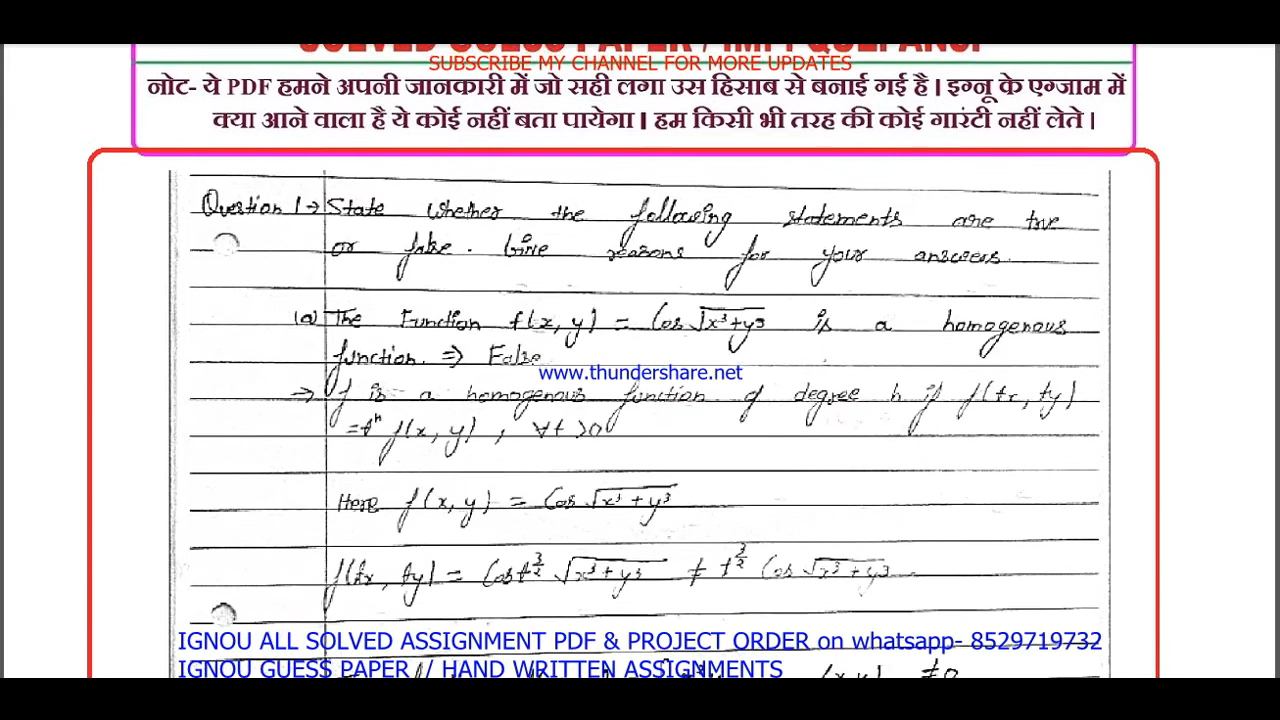 SUBSCRIBE MY CHANNEL FOR MORE UPDATES
नोट- ये PDF हमने अपनी जानकारी में जो सही लगा उस हिसाब से बनाई गई है। इग्नू के एग्जाम में
क्या आने वाला है ये कोई नहीं बता पायेगा। हम किसी भी तरह की कोई गारंटी नहीं लेते।
Question 1→ State whether the following statements are true
or false. Give reasons for your answers.
(a) The Function f(x, y) = Cos √x³+y³ is a homogenous
function. ⇒ False
www.thundershare.net
→ f is a homogenous function of degree h if f(tx, ty)
=tʰ f(x, y) , ∀t >0
Here f(x, y) = Cos √x³ + y³
f(tx, ty) = Cos t^3/2 √x³ + y³ ≠ t^3/2 Cos √x³ + y³
IGNOU ALL SOLVED ASSIGNMENT PDF & PROJECT ORDER on whatsapp- 8529719732
IGNOU GUESS PAPER // HAND WRITTEN ASSIGNMENTS
(x,y) ≠0